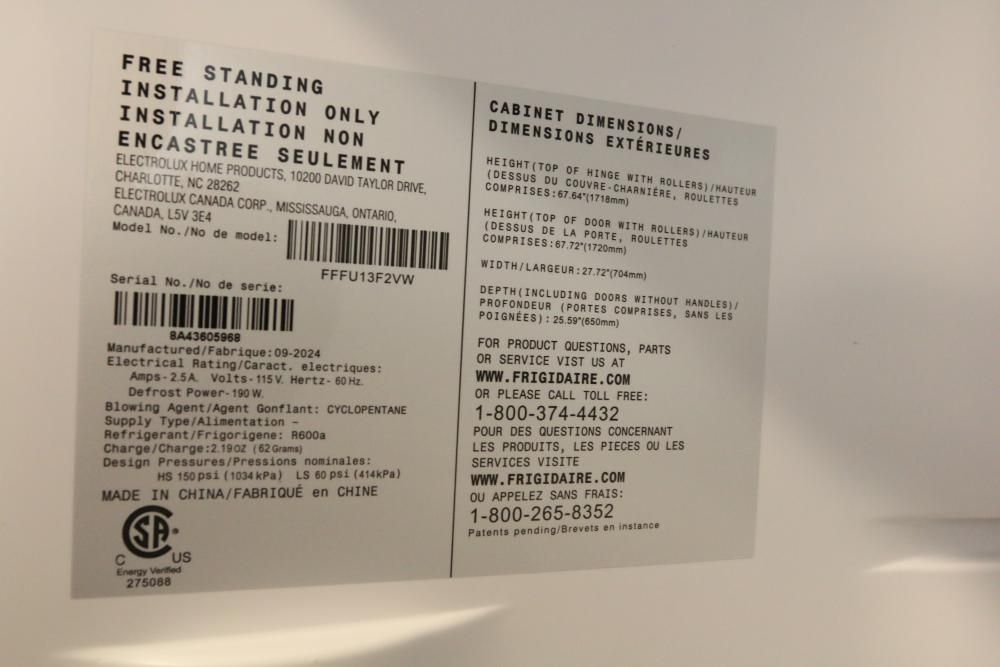 FREE STANDING
INSTALLATION ONLY
INSTALLATION NON
ENCASTREE SEULEMENT
ELECTROLUX HOME PRODUCTS, 10200 DAVID TAYLOR DRIVE,
CHARLOTTE, NC 28262
ELECTROLUX CANADA CORP., MISSISSAUGA, ONTARIO,
CANADA, L5V 3E4
Model No./No de model:
FFFU13F2VW
Serial No./No de serie:
8A43605968
Manufactured/Fabrique:09-2024
Electrical Rating/Caract. electriques:
Amps-2.5A. Volts-115V. Hertz-60Hz.
Defrost Power-190W.
Blowing Agent/Agent Gonflant: CYCLOPENTANE
Supply Type/Alimentation -
Refrigerant/Frigorigene: R600a
Charge/Charge:2.19OZ (62Grams)
Design Pressures/Pressions nominales:
HS 150psi(1034kPa) LS 60psi(414kPa)
MADE IN CHINA/FABRIQUÉ en CHINE
SA
C US
Energy Verified
275088
CABINET DIMENSIONS/
DIMENSIONS EXTÉRIEURES
HEIGHT(TOP OF HINGE WITH ROLLERS)/HAUTEUR
(DESSUS DU COUVRE-CHARNIÈRE, ROULETTES
COMPRISES:67.64"(1718mm)
HEIGHT(TOP OF DOOR WITH ROLLERS)/HAUTEUR
(DESSUS DE LA PORTE, ROULETTES
COMPRISES:67.72"(1720mm)
WIDTH/LARGEUR:27.72"(704mm)
DEPTH(INCLUDING DOORS WITHOUT HANDLES)/
PROFONDEUR (PORTES COMPRISES, SANS LES
POIGNÉES):25.59"(650mm)
FOR PRODUCT QUESTIONS, PARTS
OR SERVICE VIST US AT
WWW.FRIGIDAIRE.COM
OR PLEASE CALL TOLL FREE:
1-800-374-4432
POUR DES QUESTIONS CONCERNANT
LES PRODUITS, LES PIECES OU LES
SERVICES VISITE
WWW.FRIGIDAIRE.COM
OU APPELEZ SANS FRAIS:
1-800-265-8352
Patents pending/Brevets en instance